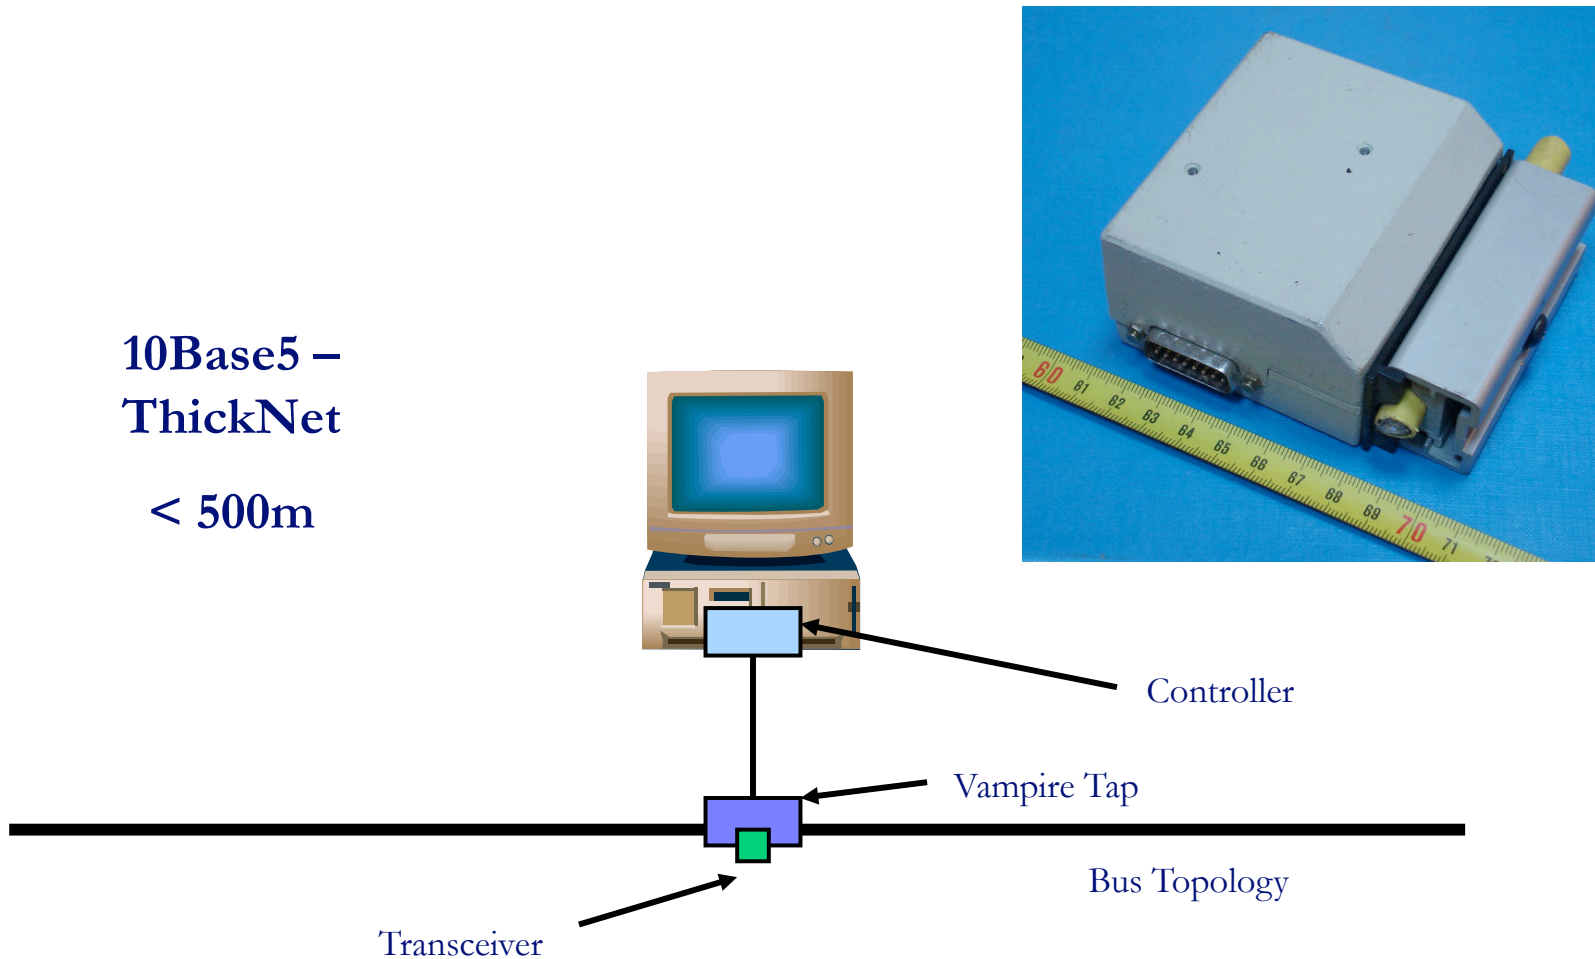 10Base5 –
ThickNet
< 500m
60 61 62 63 64 65 66 67 68 69 70 71
Controller
Vampire Tap
Bus Topology
Transceiver